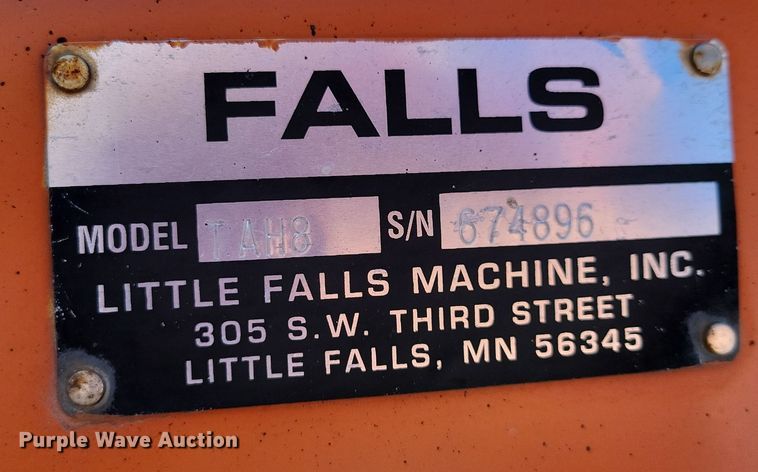 FALLS
MODEL TAH8 S/N 674896
LITTLE FALLS MACHINE, INC.
305 S.W. THIRD STREET
LITTLE FALLS, MN 56345
Purple Wave Auction